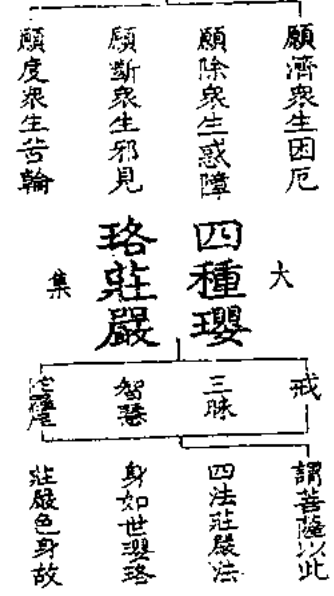 願濟衆生困厄
願除衆生惑障
願斷衆生邪見
願度衆生苦輪
大
四種瓔
珞莊嚴
集
戒
三昧
智慧
陀羅尼
謂菩薩以此
四法莊嚴法
身如世瓔珞
莊嚴色身故